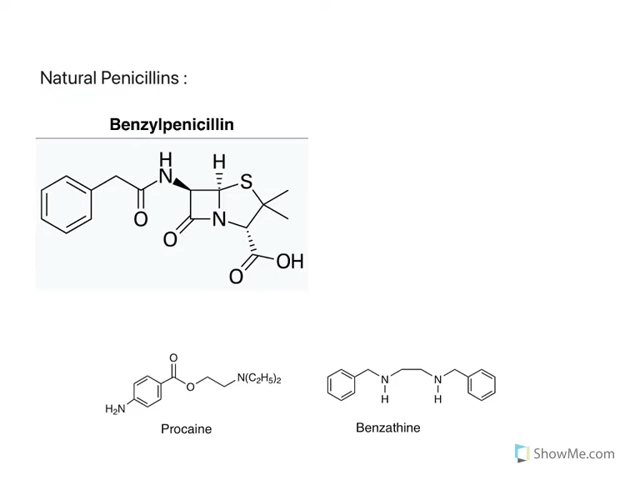 Natural Penicillins :
Benzylpenicillin
H
N
H
S
O
O
N
O
OH
O
O
N(C₂H₅)₂
H₂N
Procaine
N
H
N
H
Benzathine
ShowMe.com